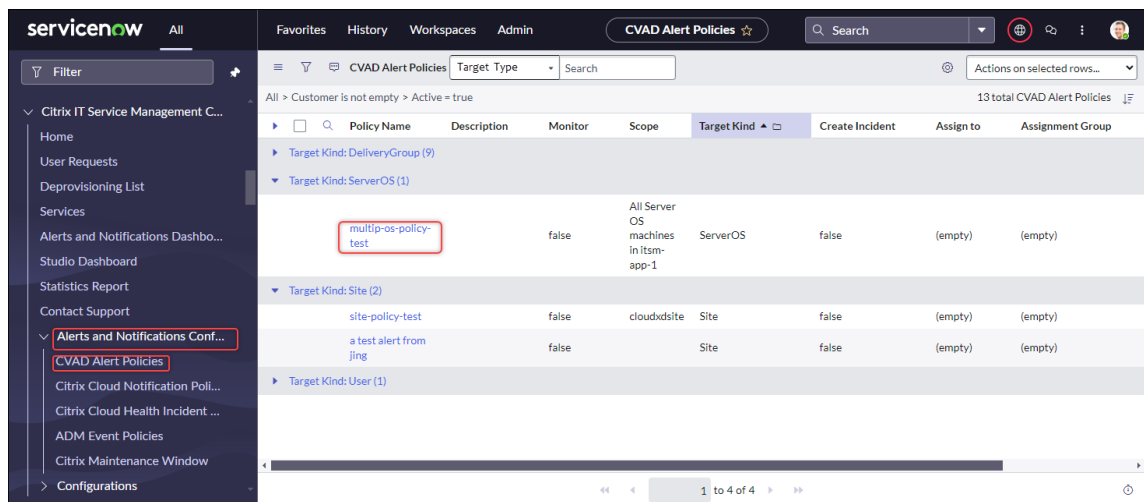 servicenow All Favorites History Workspaces Admin CVAD Alert Policies Search
Filter
CVAD Alert Policies Target Type Search Actions on selected rows...
All > Customer is not empty > Active = true 13 total CVAD Alert Policies
Citrix IT Service Management C...
Home
User Requests
Deprovisioning List
Services
Alerts and Notifications Dashbo...
Studio Dashboard
Statistics Report
Contact Support
Alerts and Notifications Conf...
CVAD Alert Policies
Citrix Cloud Notification Poli...
Citrix Cloud Health Incident ...
ADM Event Policies
Citrix Maintenance Window
Configurations
Policy Name Description Monitor Scope Target Kind Create Incident Assign to Assignment Group
Target Kind: DeliveryGroup (9)
Target Kind: ServerOS (1)
multip-os-policy-
test
false
All Server
OS
machines
in itsm-
app-1
ServerOS false (empty) (empty)
Target Kind: Site (2)
site-policy-test false cloudxdsite Site false (empty) (empty)
a test alert from
jing
false Site false (empty) (empty)
Target Kind: User (1)
1 to 4 of 4